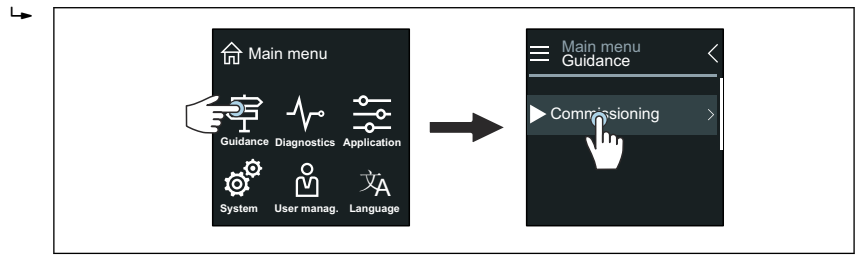 Main menu
Guidance Diagnostics Application
System User manag. Language
Main menu
Guidance
Commissioning